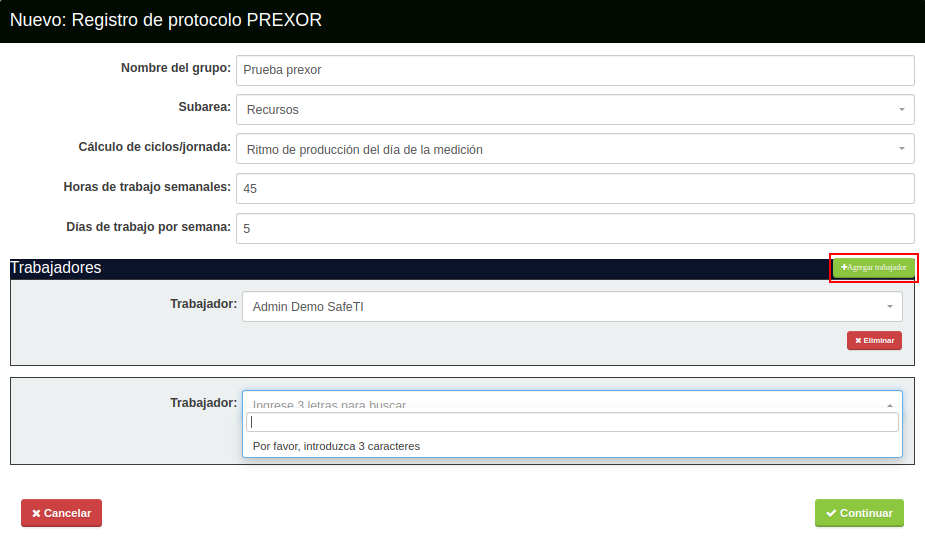 Nuevo: Registro de protocolo PREXOR
Nombre del grupo: Prueba prexor
Subarea: Recursos
Cálculo de ciclos/jornada: Ritmo de producción del día de la medición
Horas de trabajo semanales: 45
Días de trabajo por semana: 5
Trabajadores +Agregar trabajador
Trabajador: Admin Demo SafeTI
Eliminar
Trabajador: Ingrese 3 letras para buscar
Por favor, introduzca 3 caracteres
Cancelar Continuar